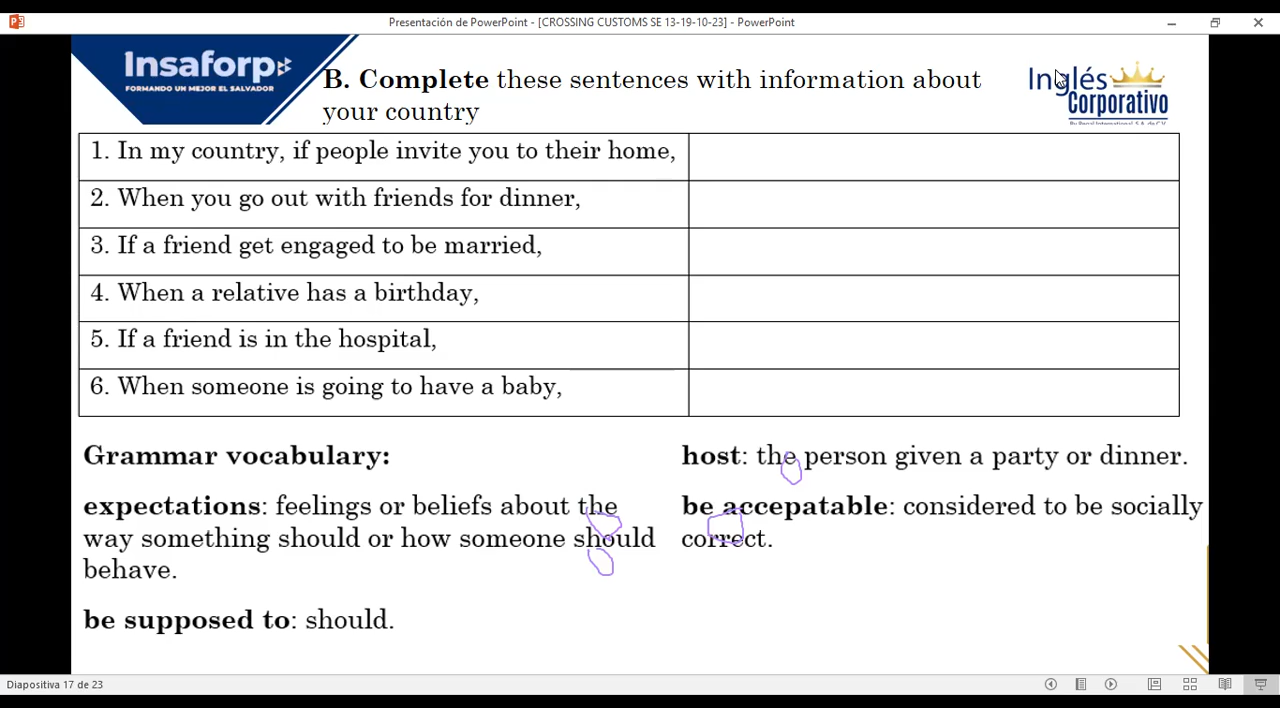 Presentación de PowerPoint - [CROSSING CUSTOMS SE 13-19-10-23] - PowerPoint
Insaforp
FORMANDO UN MEJOR EL SALVADOR
B. Complete these sentences with information about
your country
Inglés
Corporativo
1. In my country, if people invite you to their home,
2. When you go out with friends for dinner,
3. If a friend get engaged to be married,
4. When a relative has a birthday,
5. If a friend is in the hospital,
6. When someone is going to have a baby,
Grammar vocabulary:
expectations: feelings or beliefs about the
way something should or how someone should
behave.
be supposed to: should.
host: the person given a party or dinner.
be accepatable: considered to be socially
correct.
Diapositiva 17 de 23